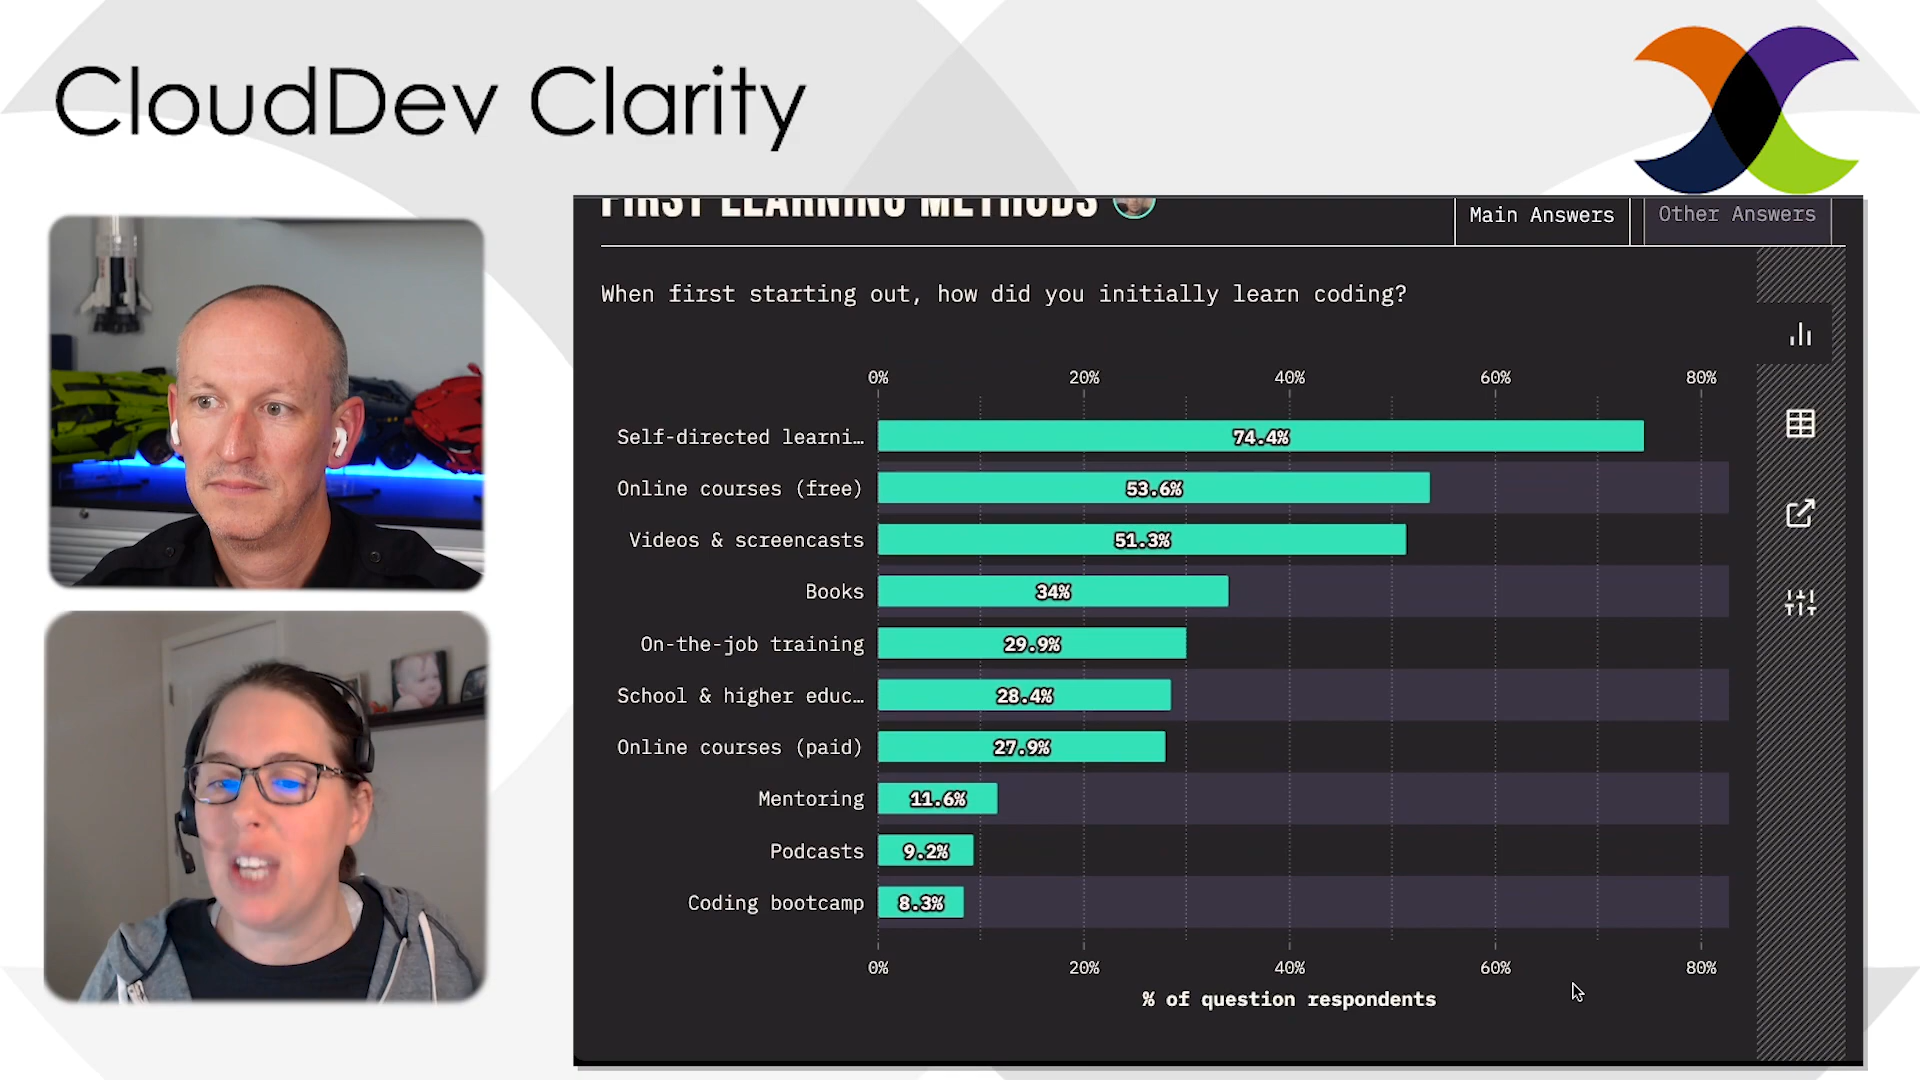 CloudDev Clarity
FIRST LEARNING METHODS
Main Answers
Other Answers
When first starting out, how did you initially learn coding?
0% 20% 40% 60% 80%
Self-directed learni… 74.4%
Online courses (free) 53.6%
Videos & screencasts 51.3%
Books 34%
On-the-job training 29.9%
School & higher educ… 28.4%
Online courses (paid) 27.9%
Mentoring 11.6%
Podcasts 9.2%
Coding bootcamp 8.3%
0% 20% 40% 60% 80%
% of question respondents